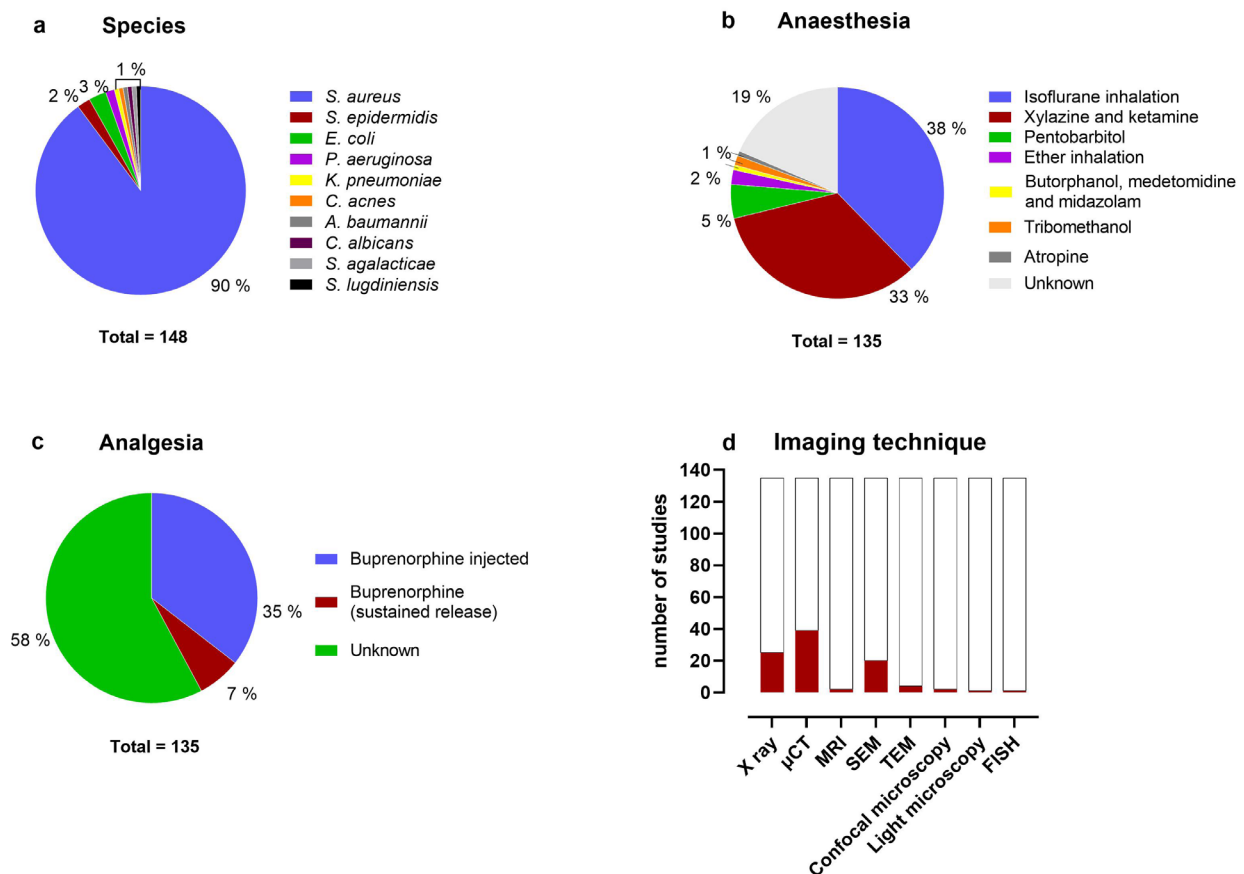 a Species
1 %
3 %
2 %
90 %
S. aureus
S. epidermidis
E. coli
P. aeruginosa
K. pneumoniae
C. acnes
A. baumannii
C. albicans
S. agalacticae
S. lugdiniensis
Total = 148
b Anaesthesia
19 %
38 %
1 %
2 %
5 %
33 %
Isoflurane inhalation
Xylazine and ketamine
Pentobarbitol
Ether inhalation
Butorphanol, medetomidine
and midazolam
Tribomethanol
Atropine
Unknown
Total = 135
c Analgesia
35 %
58 %
7 %
Buprenorphine injected
Buprenorphine
(sustained release)
Unknown
Total = 135
d Imaging technique
number of studies
140
120
100
80
60
40
20
0
X ray
µCT
MRI
SEM
TEM
Confocal microscopy
Light microscopy
FISH